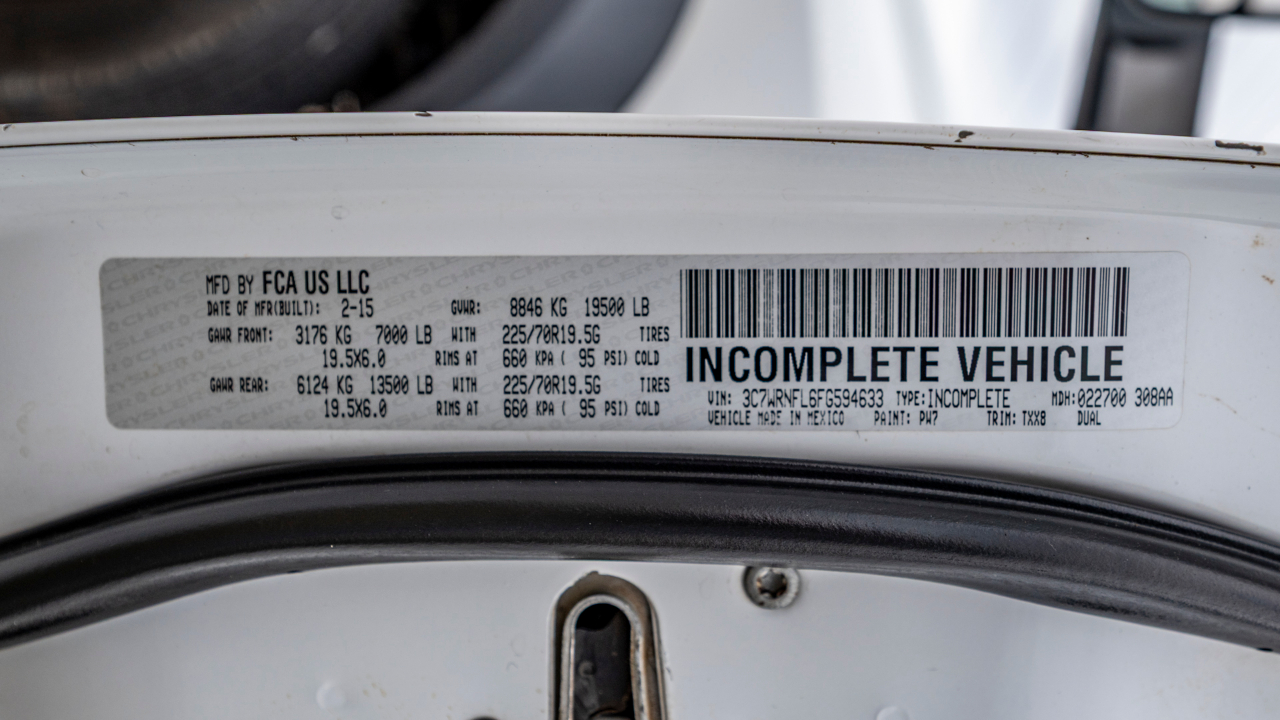 MFD BY FCA US LLC
DATE OF MFR(BUILT): 2-15 GVWR: 8846 KG 19500 LB
GAWR FRONT: 3176 KG 7000 LB WITH 225/70R19.5G TIRES
19.5X6.0 RIMS AT 660 KPA ( 95 PSI) COLD
GAWR REAR: 6124 KG 13500 LB WITH 225/70R19.5G TIRES
19.5X6.0 RIMS AT 660 KPA ( 95 PSI) COLD
INCOMPLETE VEHICLE
VIN: 3C7WRNFL6FG594633 TYPE:INCOMPLETE MDH:022700 308AA
VEHICLE MADE IN MEXICO PAINT: PW7 TRIM: TXX8 DUAL